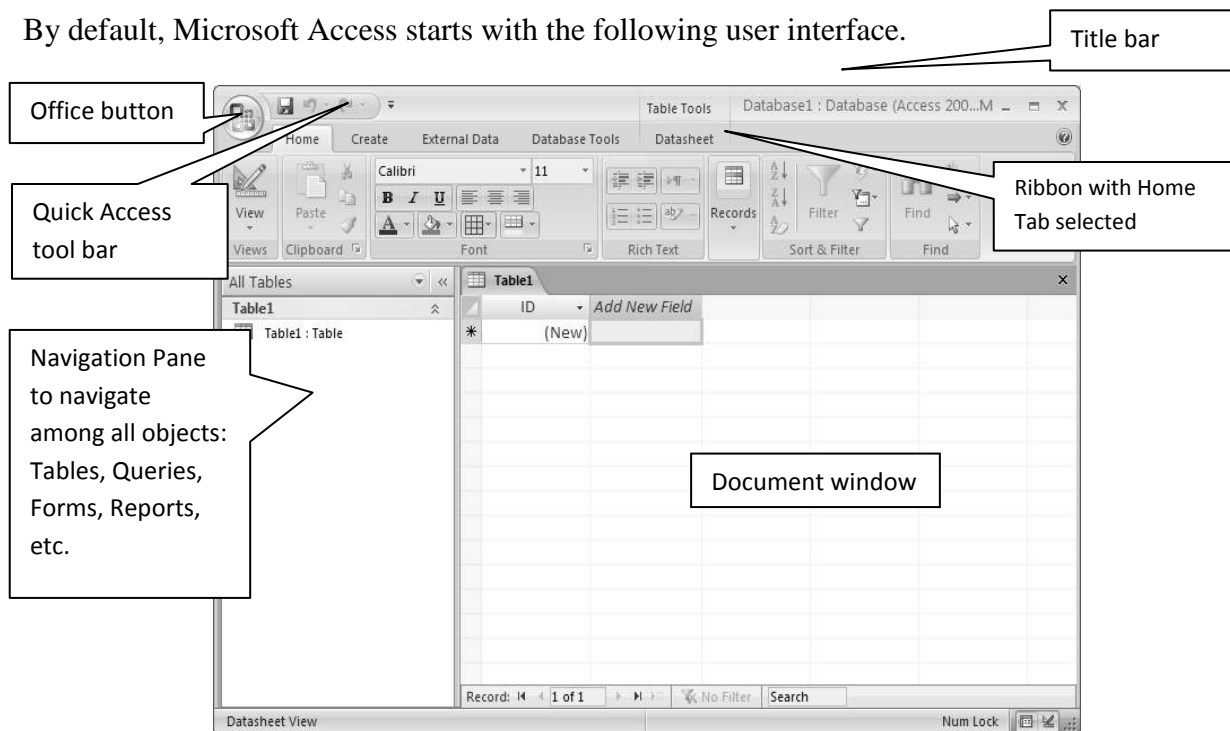 By default, Microsoft Access starts with the following user interface.
Title bar
Office button
Table Tools
Database1 : Database (Access 200...M
Home Create External Data Database Tools Datasheet
Quick Access
tool bar
Ribbon with Home
Tab selected
View
Paste
Calibri
11
B I U
A
ab
Records
A
Z
Z
A
Filter
Find
Views
Clipboard
Font
Rich Text
Sort & Filter
Find
All Tables
Table1
Table1
ID
Add New Field
Table1 : Table
(New)
Navigation Pane
to navigate
among all objects:
Tables, Queries,
Forms, Reports,
etc.
Document window
Record: 1 of 1 No Filter Search
Datasheet View
Num Lock